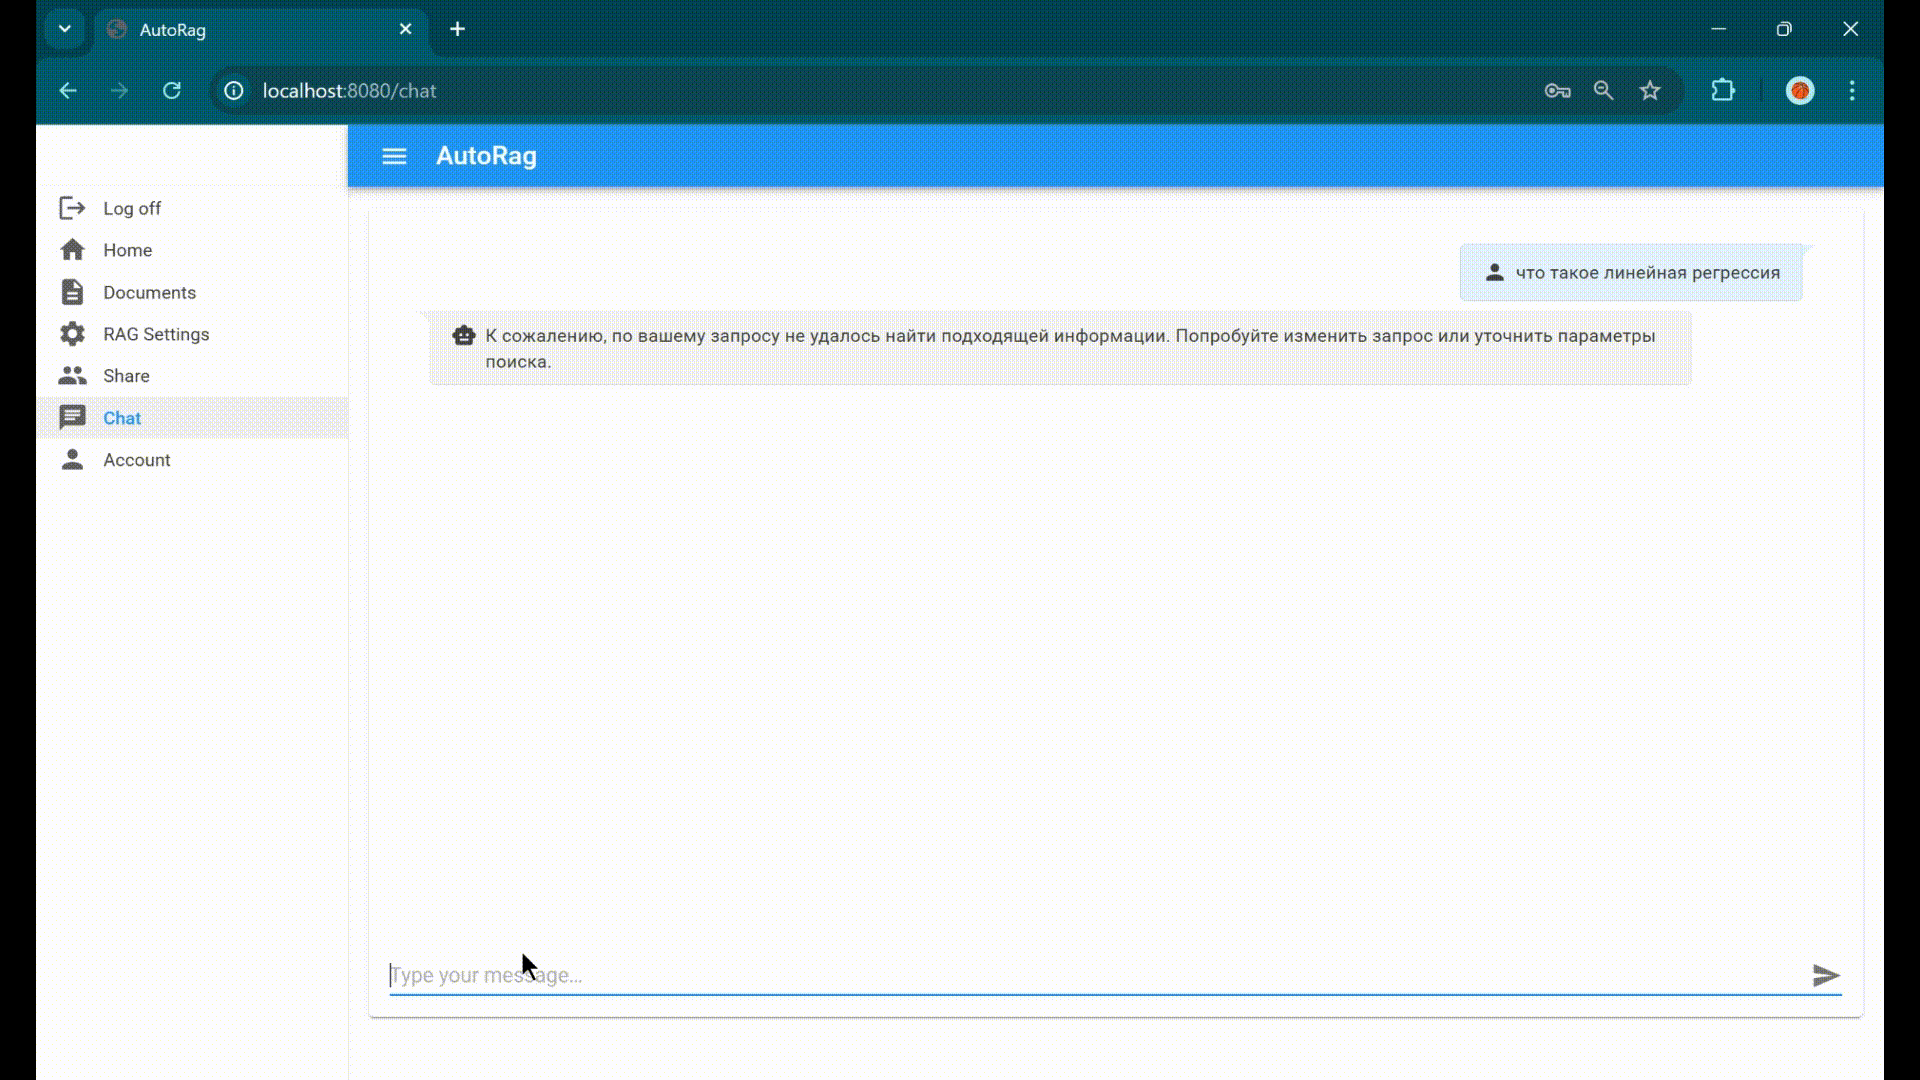 AutoRag
localhost:8080/chat
AutoRag
Log off
Home
Documents
RAG Settings
Share
Chat
Account
что такое линейная регрессия
К сожалению, по вашему запросу не удалось найти подходящей информации. Попробуйте изменить запрос или уточнить параметры
поиска.
Type your message...